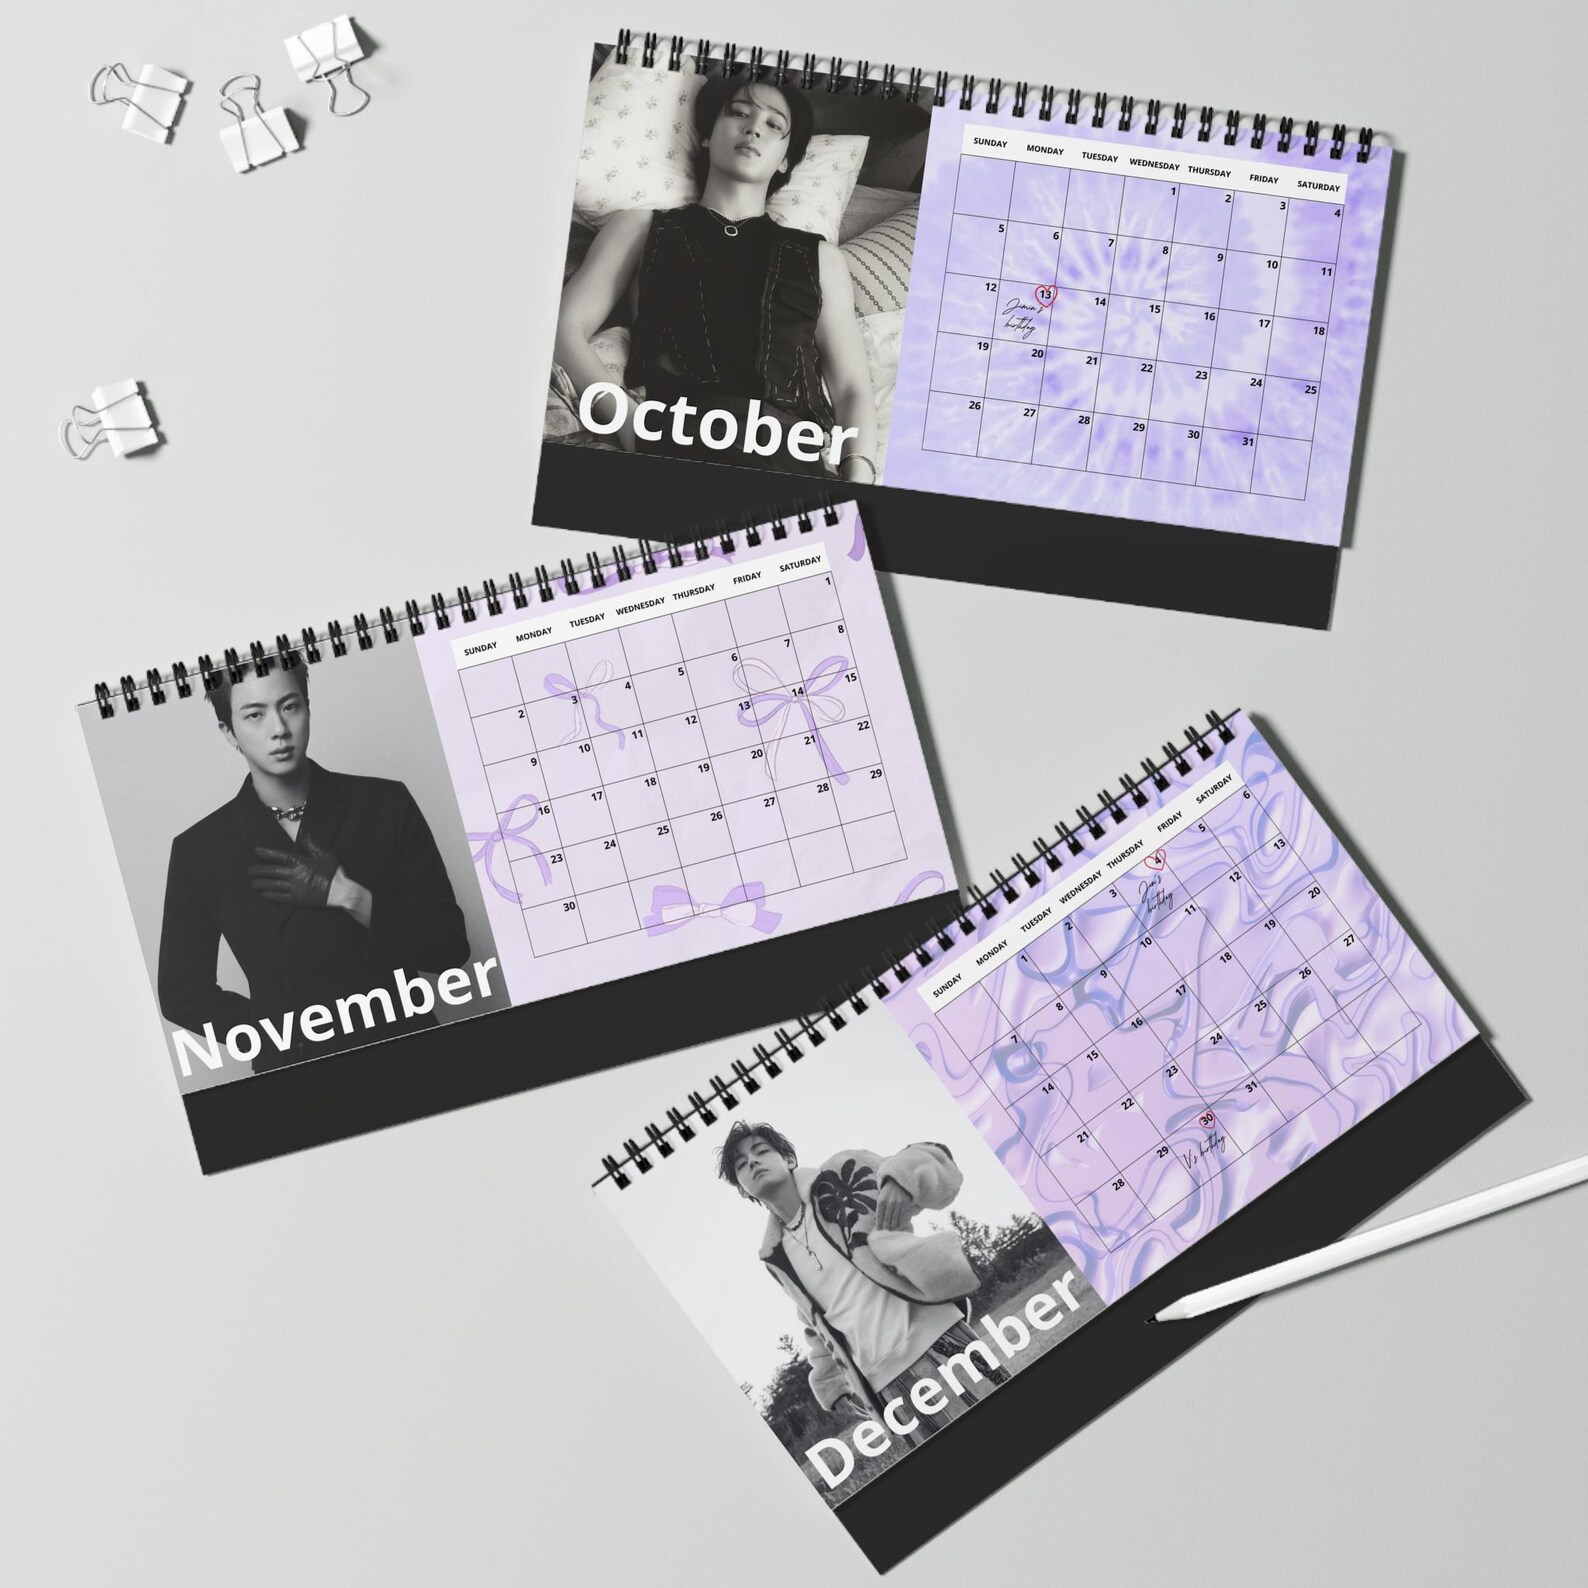 October
SUNDAY MONDAY TUESDAY WEDNESDAY THURSDAY FRIDAY SATURDAY
1 2 3 4
5 6 7 8 9 10 11
12 13 14 15 16 17 18
Jimin's
birthday
19 20 21 22 23 24 25
26 27 28 29 30 31
November
SUNDAY MONDAY TUESDAY WEDNESDAY THURSDAY FRIDAY SATURDAY
1
2 3 4 5 6 7 8
9 10 11 12 13 14 15
16 17 18 19 20 21 22
23 24 25 26 27 28 29
30
December
SUNDAY MONDAY TUESDAY WEDNESDAY THURSDAY FRIDAY SATURDAY
1 2 3 4 5 6
Jin's
birthday
7 8 9 10 11 12 13
14 15 16 17 18 19 20
21 22 23 24 25 26 27
28 29 30 31
V's birthday